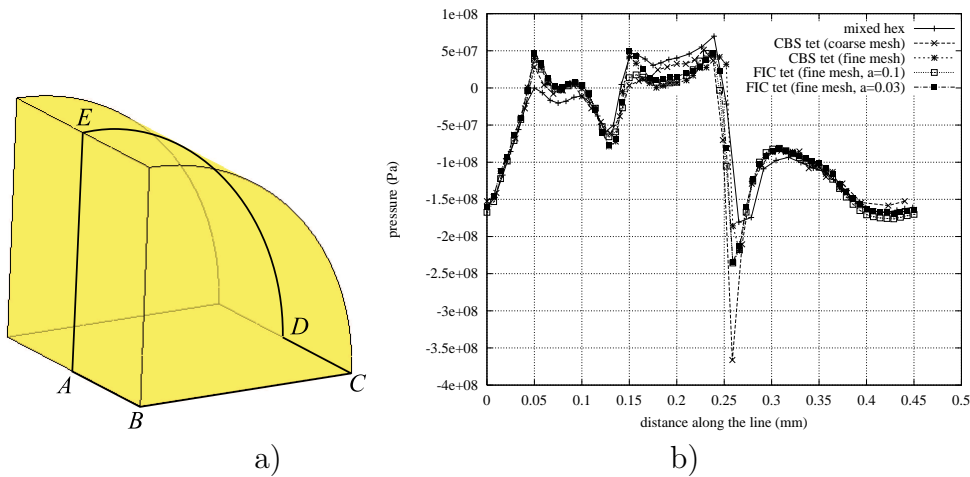 E
D
A
C
B
a)
1e+08
5e+07
0
-5e+07
-1e+08
-1.5e+08
-2e+08
-2.5e+08
-3e+08
-3.5e+08
-4e+08
pressure (Pa)
mixed hex
CBS tet (coarse mesh)
CBS tet (fine mesh)
FIC tet (fine mesh, a=0.1)
FIC tet (fine mesh, a=0.03)
0 0.05 0.1 0.15 0.2 0.25 0.3 0.35 0.4 0.45 0.5
distance along the line (mm)
b)